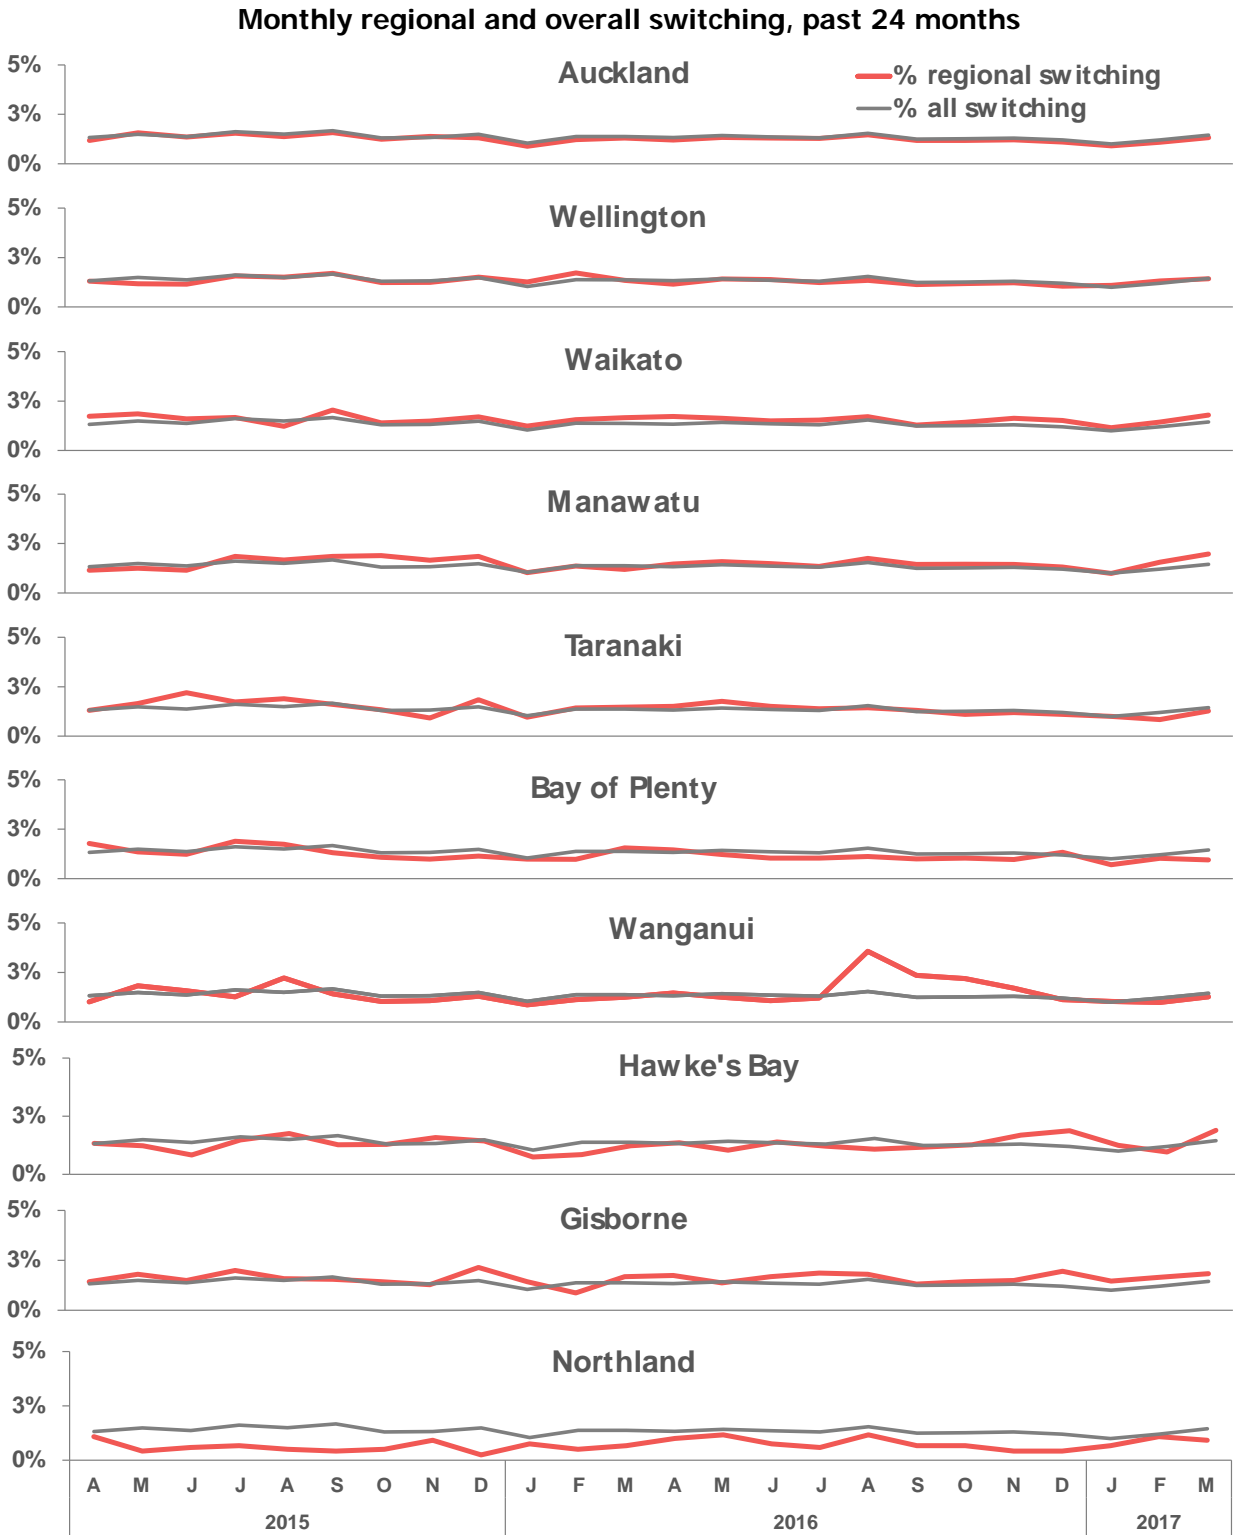 Monthly regional and overall switching, past 24 months
5%
3%
0%
Auckland
% regional switching
% all switching
5%
3%
0%
Wellington
5%
3%
0%
Waikato
5%
3%
0%
Manawatu
5%
3%
0%
Taranaki
5%
3%
0%
Bay of Plenty
5%
3%
0%
Wanganui
5%
3%
0%
Hawke's Bay
5%
3%
0%
Gisborne
5%
3%
0%
Northland
A M J J A S O N D J F M A M J J A S O N D J F M
2015 2016 2017